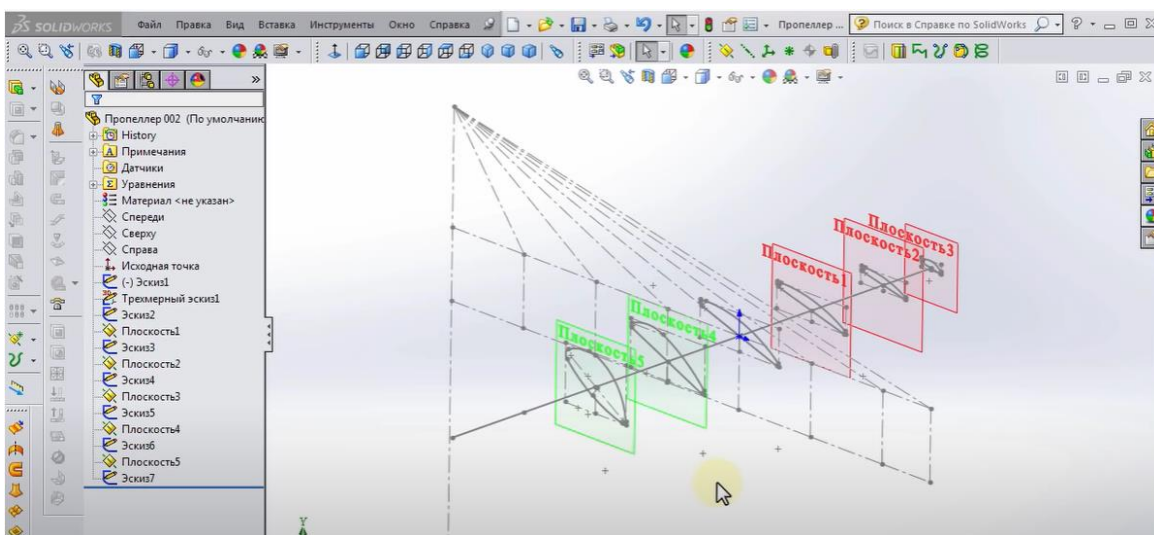 SOLIDWORKS
Файл Правка Вид Вставка Инструменты Окно Справка
Пропеллер ...
Поиск в Справке по SolidWorks
Пропеллер 002 (По умолчанию
History
Примечания
Датчики
Уравнения
Материал <не указан>
Спереди
Сверху
Справа
Исходная точка
(-) Эскиз1
Трехмерный эскиз1
Эскиз2
Плоскость1
Эскиз3
Плоскость2
Эскиз4
Плоскость3
Эскиз5
Плоскость4
Эскиз6
Плоскость5
Эскиз7
Плоскость3
Плоскость2
Плоскость1
Плоскость4
Плоскость5
Y